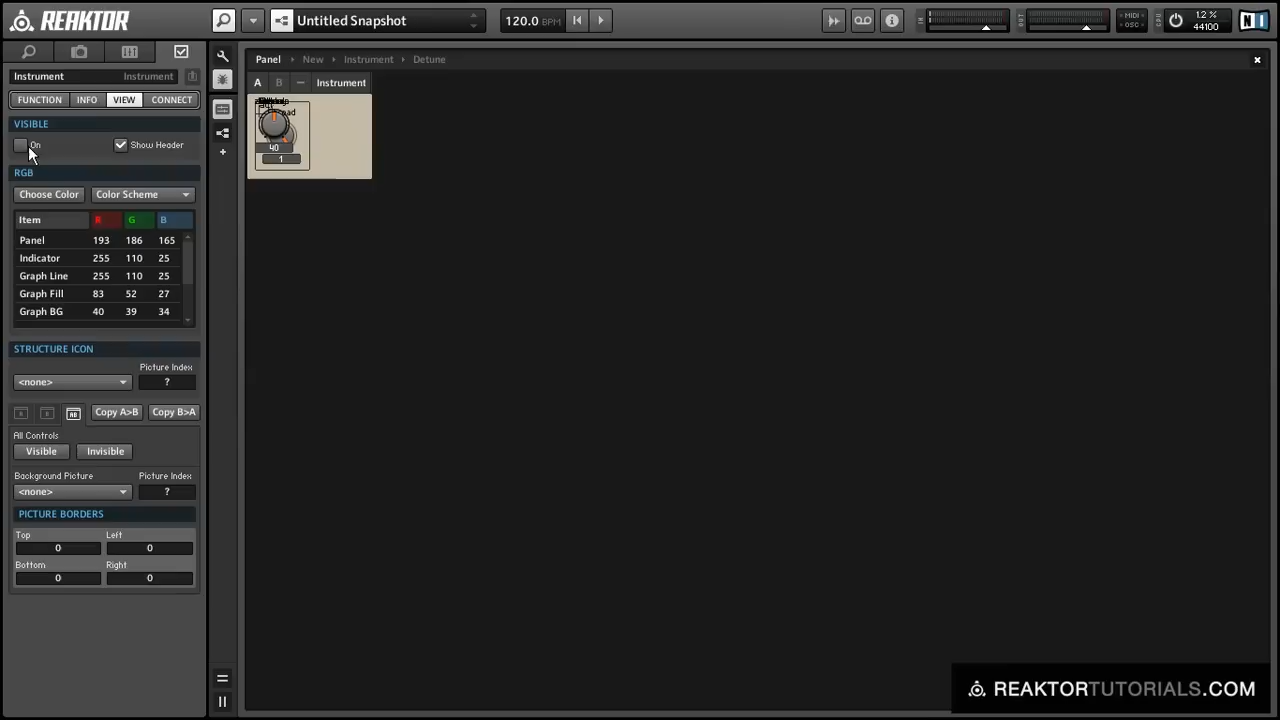 REAKTOR
Untitled Snapshot
120.0 BPM
IN
OUT
MIDI
OSC
CPU
1.2 %
44100
Instrument Instrument
FUNCTION INFO VIEW CONNECT
VISIBLE
On Show Header
RGB
Choose Color Color Scheme
Item R G B
Panel 193 186 165
Indicator 255 110 25
Graph Line 255 110 25
Graph Fill 83 52 27
Graph BG 40 39 34
STRUCTURE ICON
Picture Index
<none> ?
AB Copy A>B Copy B>A
All Controls
Visible Invisible
Background Picture Picture Index
<none> ?
PICTURE BORDERS
Top Left
0 0
Bottom Right
0 0
Panel New Instrument Detune
A B Instrument
40
1
REAKTORTUTORIALS.COM